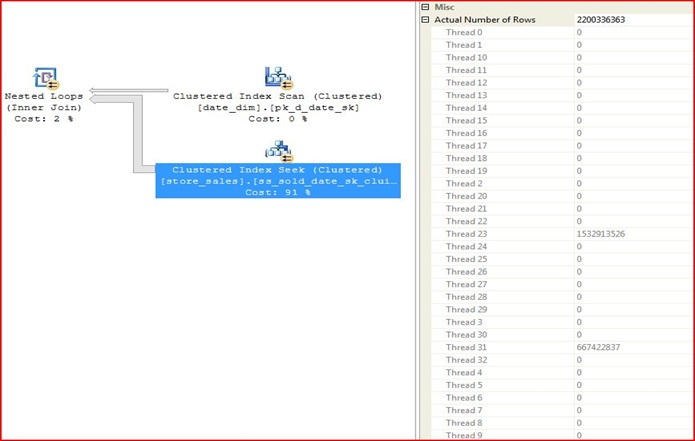 Nested Loops
(Inner Join)
Cost: 2 %
Clustered Index Scan (Clustered)
[date_dim].[pk_d_date_sk]
Cost: 0 %
Clustered Index Seek (Clustered)
[store_sales].[ss_sold_date_sk_clui...
Cost: 91 %
Misc
Actual Number of Rows 2200336363
Thread 0 0
Thread 1 0
Thread 10 0
Thread 11 0
Thread 12 0
Thread 13 0
Thread 14 0
Thread 15 0
Thread 16 0
Thread 17 0
Thread 18 0
Thread 19 0
Thread 2 0
Thread 20 0
Thread 21 0
Thread 22 0
Thread 23 1532913526
Thread 24 0
Thread 25 0
Thread 26 0
Thread 27 0
Thread 28 0
Thread 29 0
Thread 3 0
Thread 30 0
Thread 31 667422837
Thread 32 0
Thread 4 0
Thread 5 0
Thread 6 0
Thread 7 0
Thread 8 0
Thread 9 0